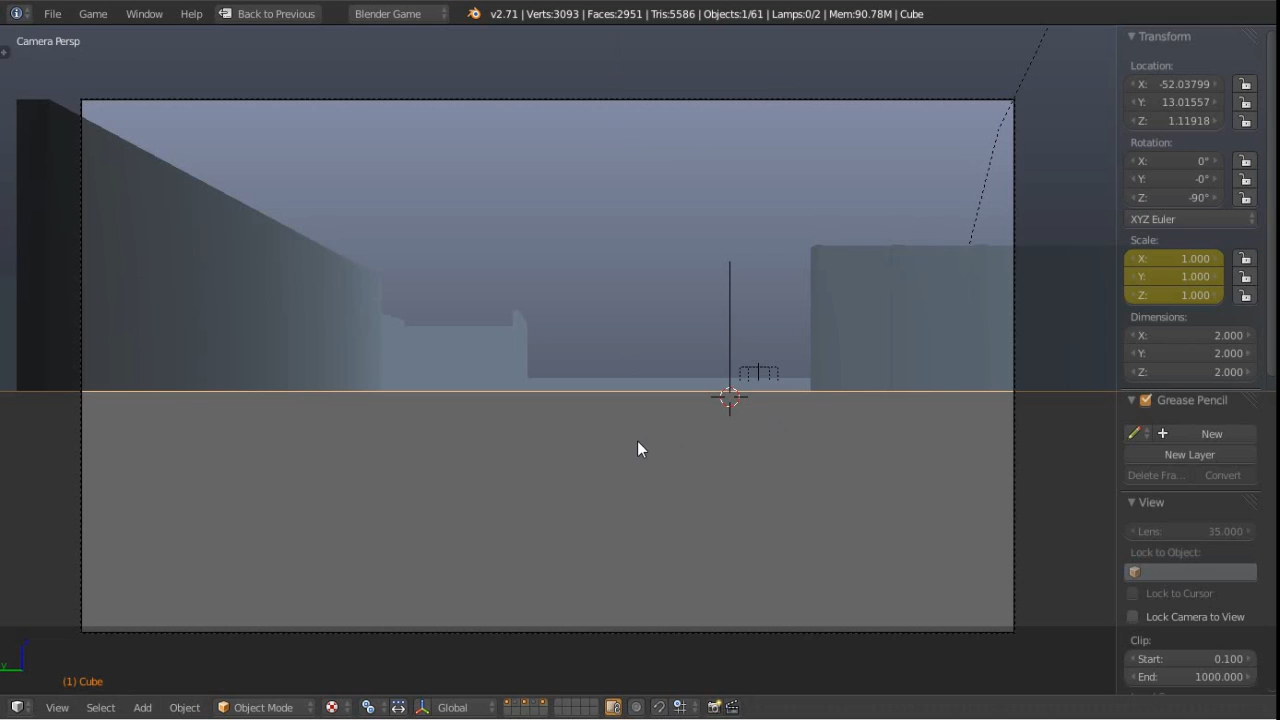 File Game Window Help Back to Previous Blender Game v2.71 | Verts:3093 | Faces:2951 | Tris:5586 | Objects:1/61 | Lamps:0/2 | Mem:90.78M | Cube
Camera Persp
Transform
Location:
X: -52.03799
Y: 13.01557
Z: 1.11918
Rotation:
X: 0°
Y: -0°
Z: -90°
XYZ Euler
Scale:
X: 1.000
Y: 1.000
Z: 1.000
Dimensions:
X: 2.000
Y: 2.000
Z: 2.000
Grease Pencil
New
New Layer
Delete Fra... Convert
View
Lens: 35.000
Lock to Object:
Lock to Cursor
Lock Camera to View
Clip:
Start: 0.100
End: 1000.000
y
(1) Cube
View Select Add Object Object Mode Global